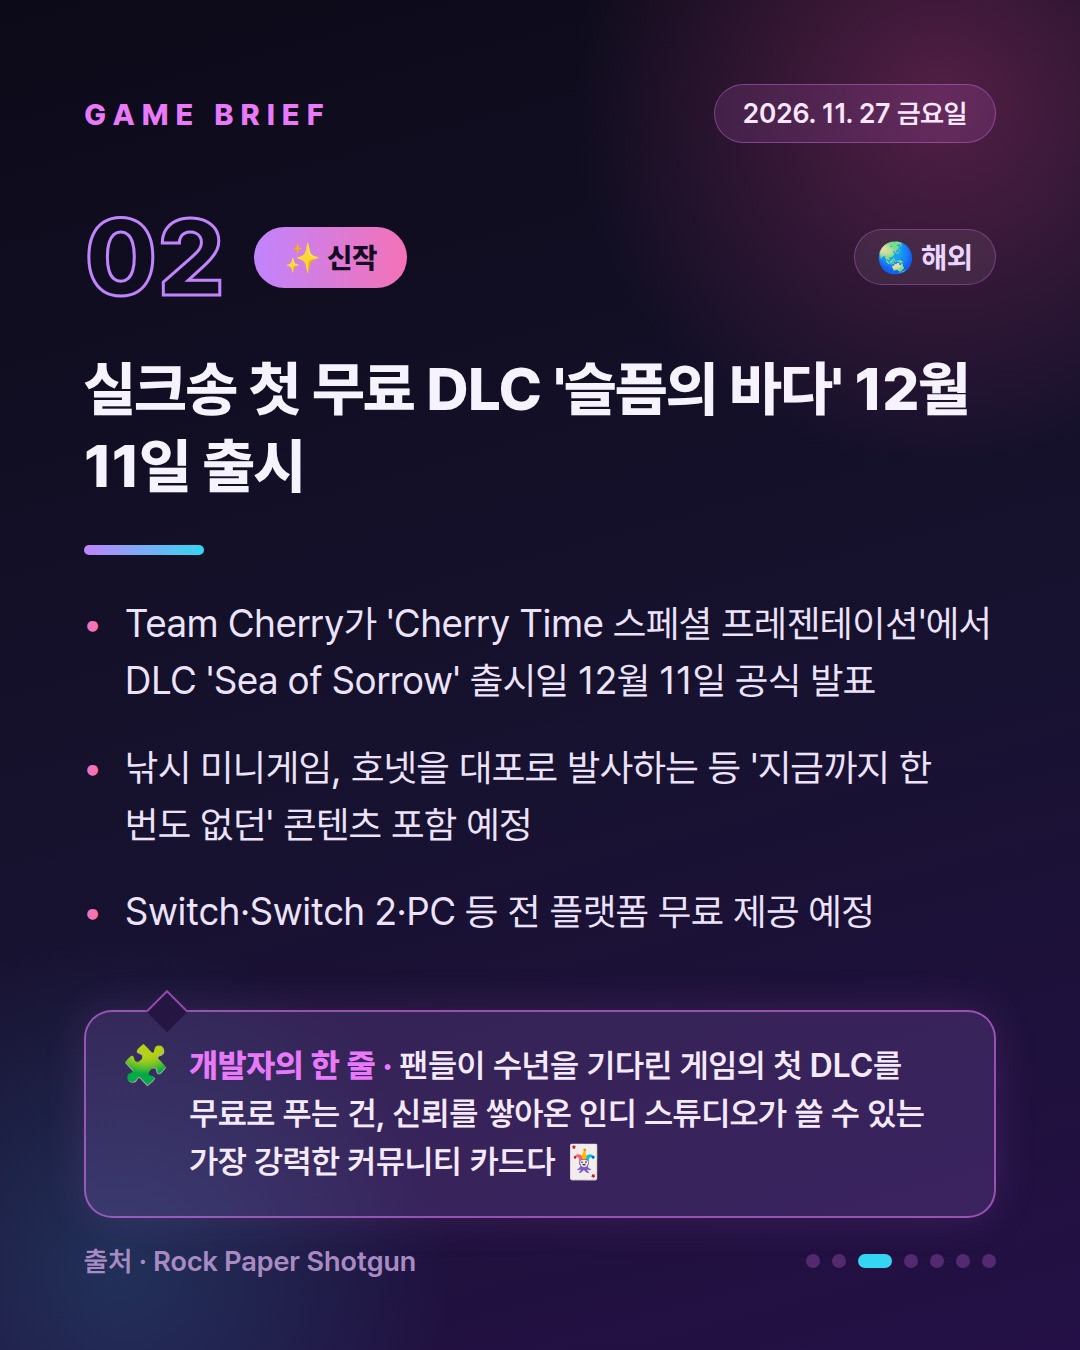 GAME BRIEF
2026. 11. 27 금요일
02
✨ 신작
🌏 해외
실크송 첫 무료 DLC '슬픔의 바다' 12월
11일 출시
• Team Cherry가 'Cherry Time 스페셜 프레젠테이션'에서
DLC 'Sea of Sorrow' 출시일 12월 11일 공식 발표
• 낚시 미니게임, 호넷을 대포로 발사하는 등 '지금까지 한
번도 없던' 콘텐츠 포함 예정
• Switch·Switch 2·PC 등 전 플랫폼 무료 제공 예정
🧩 개발자의 한 줄 · 팬들이 수년을 기다린 게임의 첫 DLC를
무료로 푸는 건, 신뢰를 쌓아온 인디 스튜디오가 쓸 수 있는
가장 강력한 커뮤니티 카드다 🃏
출처 · Rock Paper Shotgun